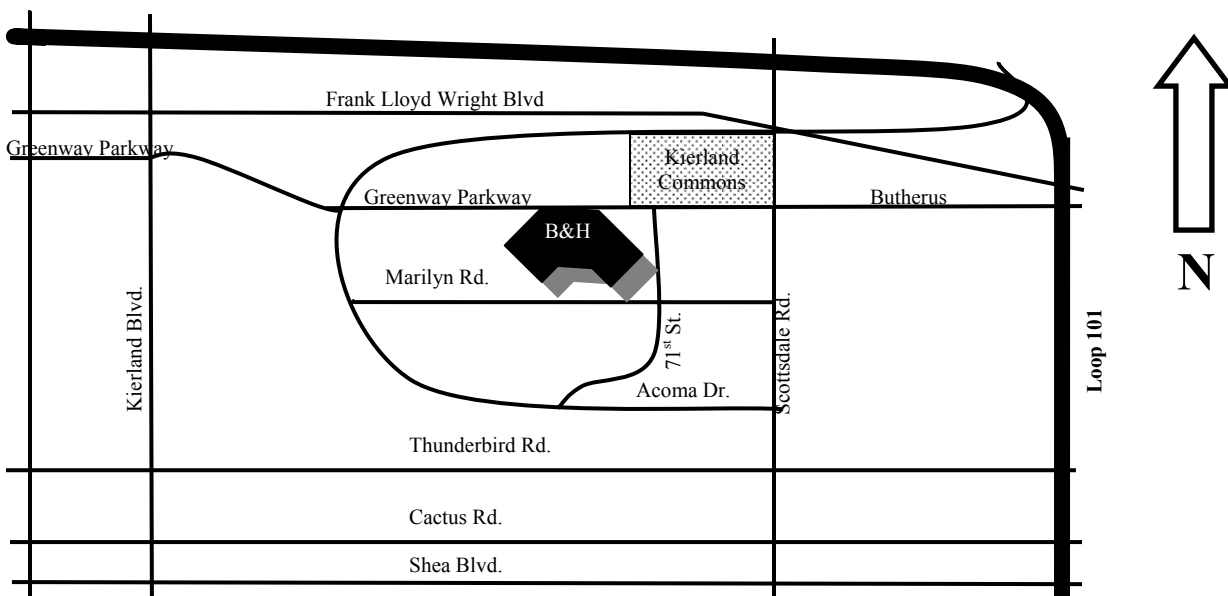 Frank Lloyd Wright Blvd
Greenway Parkway
Kierland
Commons
Greenway Parkway
Butherus
B&H
N
Marilyn Rd.
Kierland Blvd.
71st St.
Scottsdale Rd.
Loop 101
Acoma Dr.
Thunderbird Rd.
Cactus Rd.
Shea Blvd.